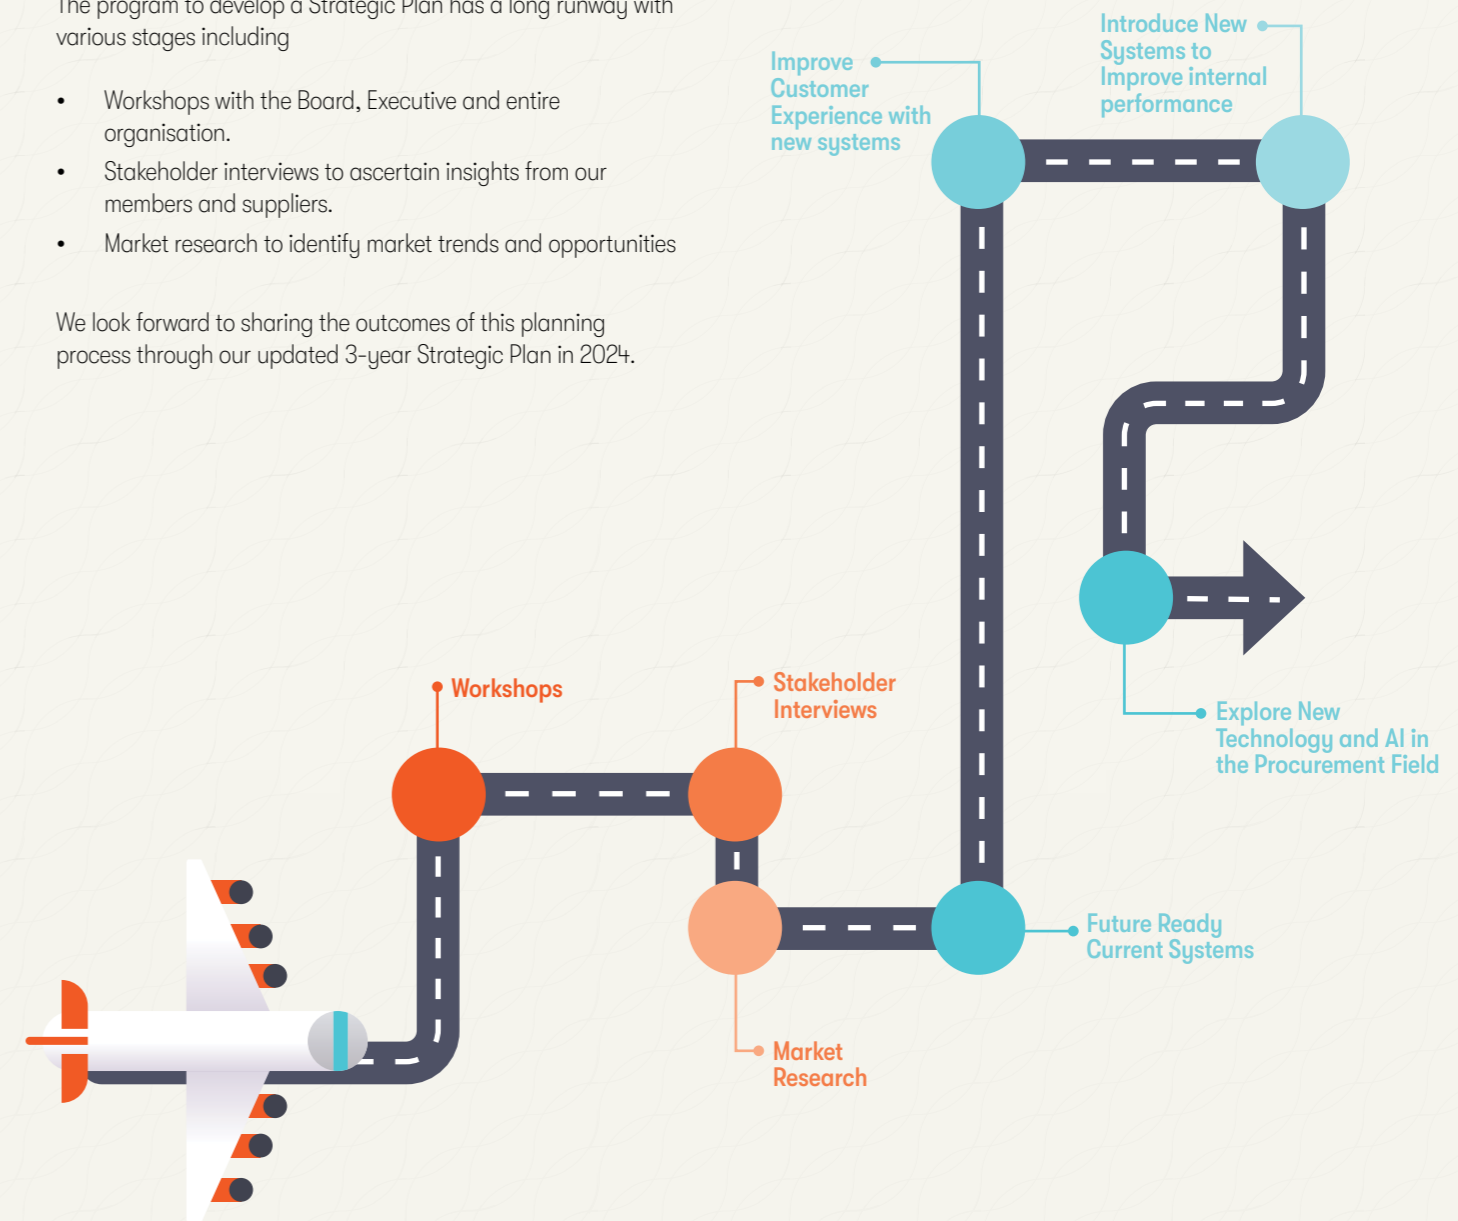 The program to develop a Strategic Plan has a long runway with
various stages including
• Workshops with the Board, Executive and entire
organisation.
• Stakeholder interviews to ascertain insights from our
members and suppliers.
• Market research to identify market trends and opportunities
We look forward to sharing the outcomes of this planning
process through our updated 3-year Strategic Plan in 2024.
Improve
Customer
Experience with
new systems
Introduce New
Systems to
Improve internal
performance
Workshops
Stakeholder
Interviews
Explore New
Technology and AI in
the Procurement Field
Future Ready
Current Systems
Market
Research